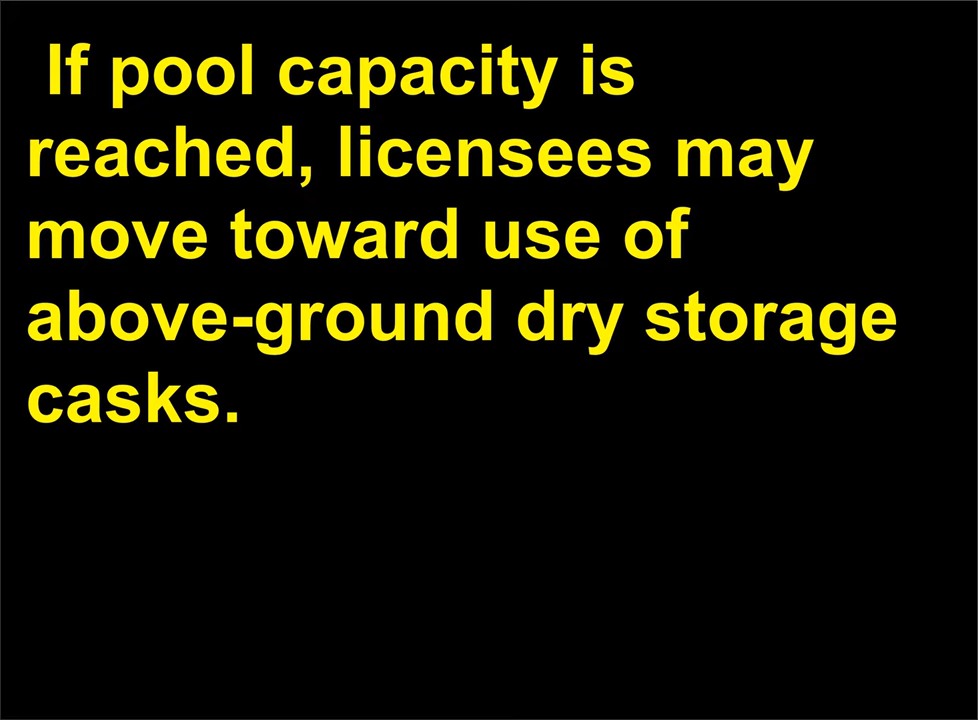 If pool capacity is
reached, licensees may
move toward use of
above-ground dry storage
casks.